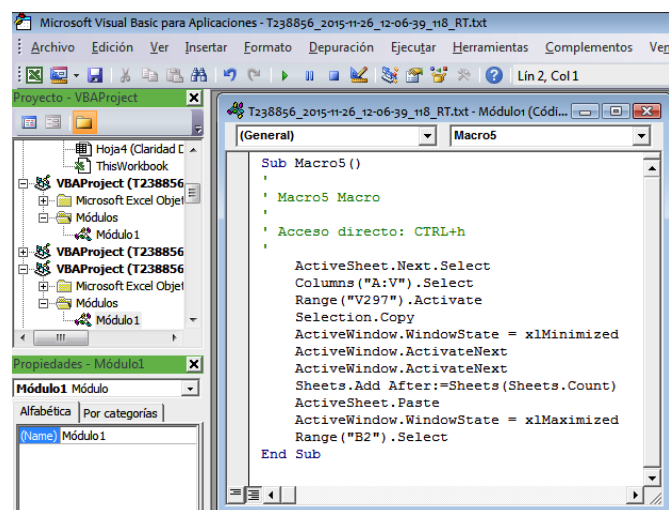 Microsoft Visual Basic para Aplicaciones - T238856_2015-11-26_12-06-39_118_RT.txt
Archivo Edición Ver Insertar Formato Depuración Ejecutar Herramientas Complementos Ven
Lín 2, Col 1
Proyecto - VBAProject
Hoja4 (Claridad D
ThisWorkbook
VBAProject (T238856
Microsoft Excel Objet
Módulos
Módulo1
VBAProject (T238856
VBAProject (T238856
Microsoft Excel Objet
Módulos
Módulo1
Propiedades - Módulo1
Módulo1 Módulo
Alfabética Por categorías
(Name) Módulo1
T238856_2015-11-26_12-06-39_118_RT.txt - Módulo1 (Códi...
(General) Macro5
Sub Macro5()
'
' Macro5 Macro
'
' Acceso directo: CTRL+h
'
ActiveSheet.Next.Select
Columns("A:V").Select
Range("V297").Activate
Selection.Copy
ActiveWindow.WindowState = xlMinimized
ActiveWindow.ActivateNext
ActiveWindow.ActivateNext
Sheets.Add After:=Sheets(Sheets.Count)
ActiveSheet.Paste
ActiveWindow.WindowState = xlMaximized
Range("B2").Select
End Sub